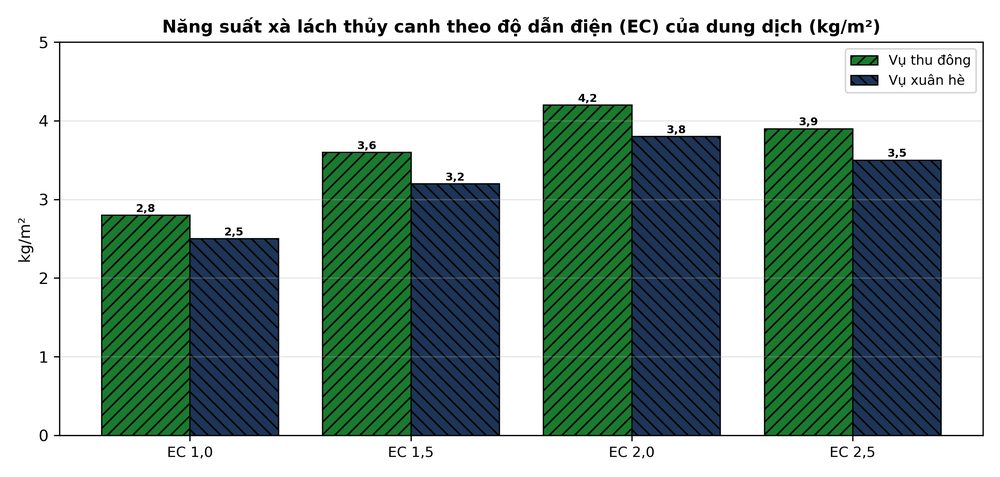 Năng suất xà lách thủy canh theo độ dẫn điện (EC) của dung dịch (kg/m²)
Vụ thu đông
Vụ xuân hè
kg/m²
5
4
3
2
1
0
2,8
2,5
3,6
3,2
4,2
3,8
3,9
3,5
EC 1,0
EC 1,5
EC 2,0
EC 2,5